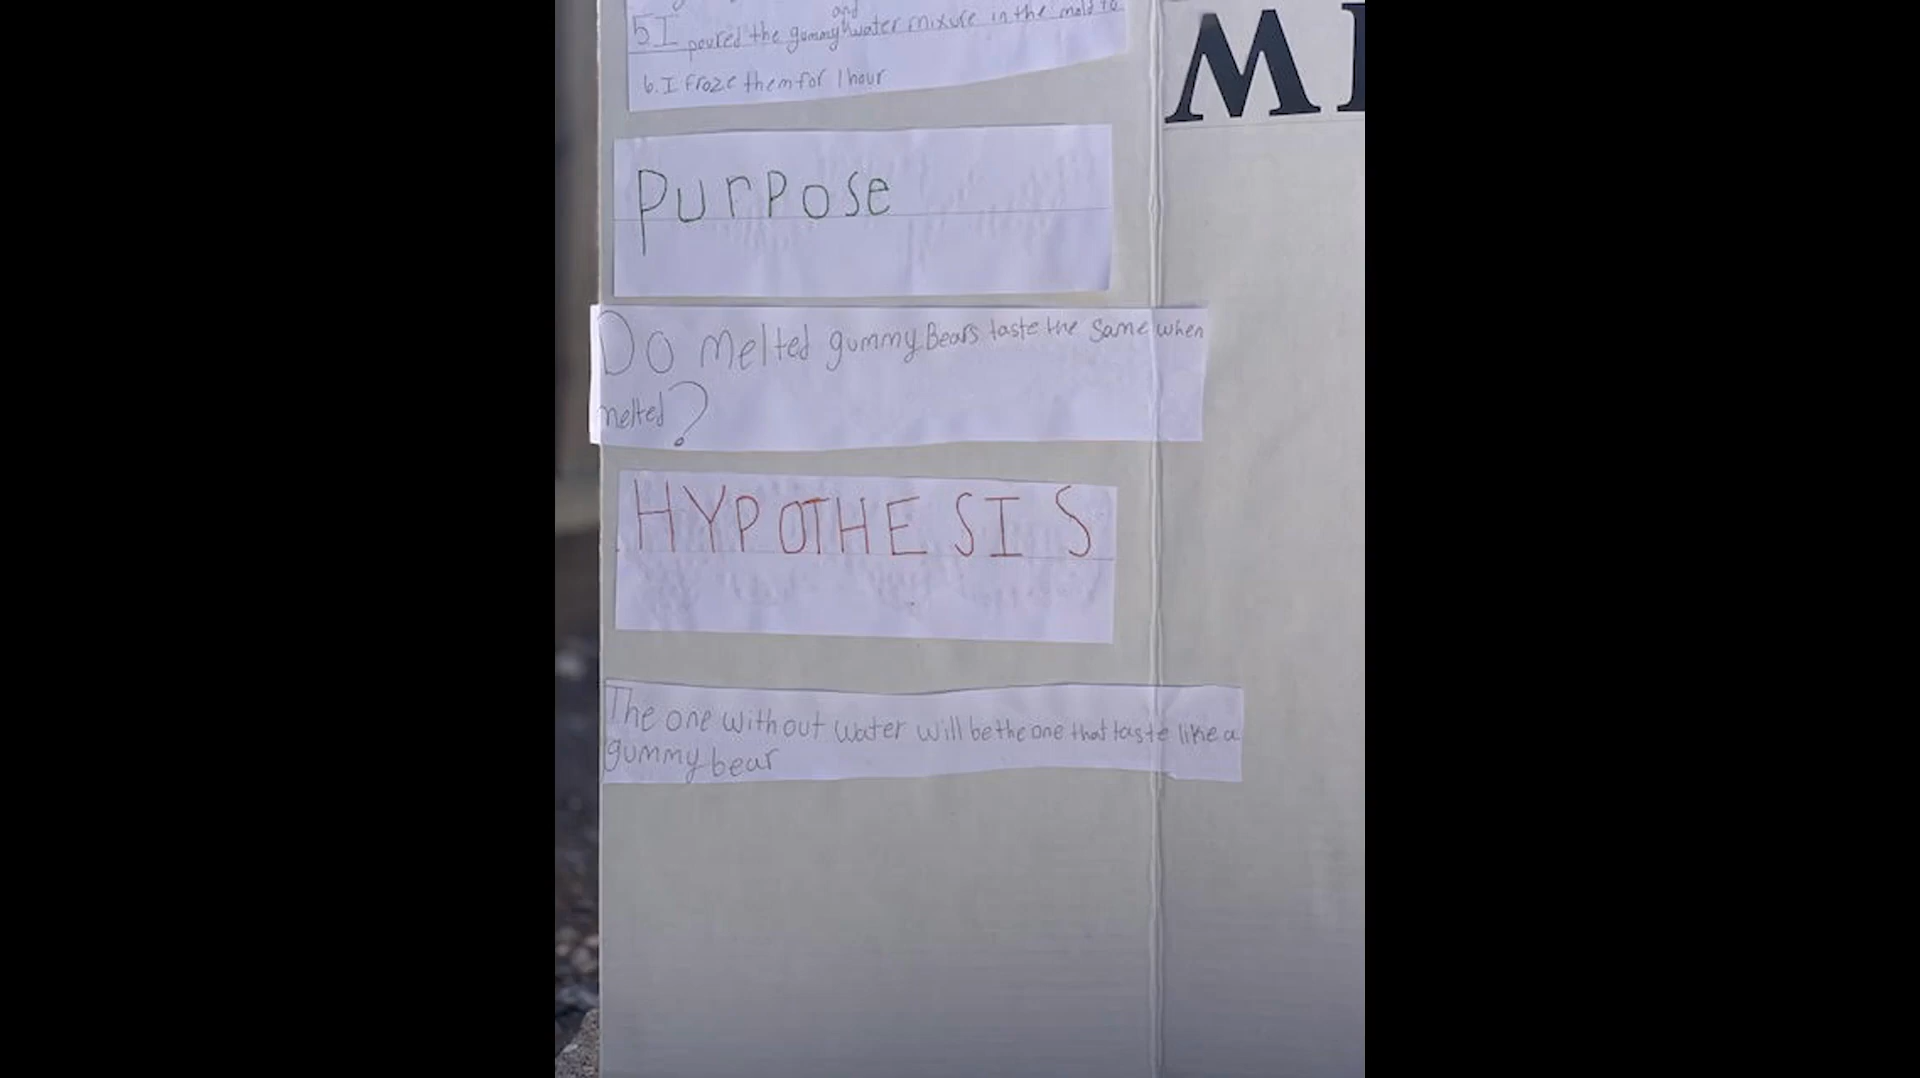 and
5 I poured the gummy water mixure in the mold to
6. I Froze them for 1 hour
M
Purpose
Do melted gummy Bears taste the same when
melted?
HYPOTHESIS
The one without water will be the one that taste like a
gummy bear